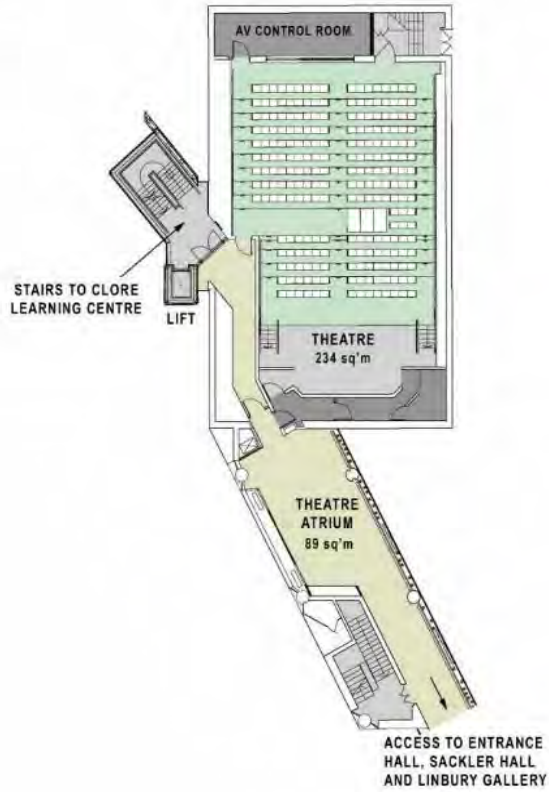 AV CONTROL ROOM
STAIRS TO CLORE
LEARNING CENTRE
LIFT
THEATRE
234 sq'm
THEATRE
ATRIUM
89 sq'm
ACCESS TO ENTRANCE
HALL, SACKLER HALL
AND LINBURY GALLERY